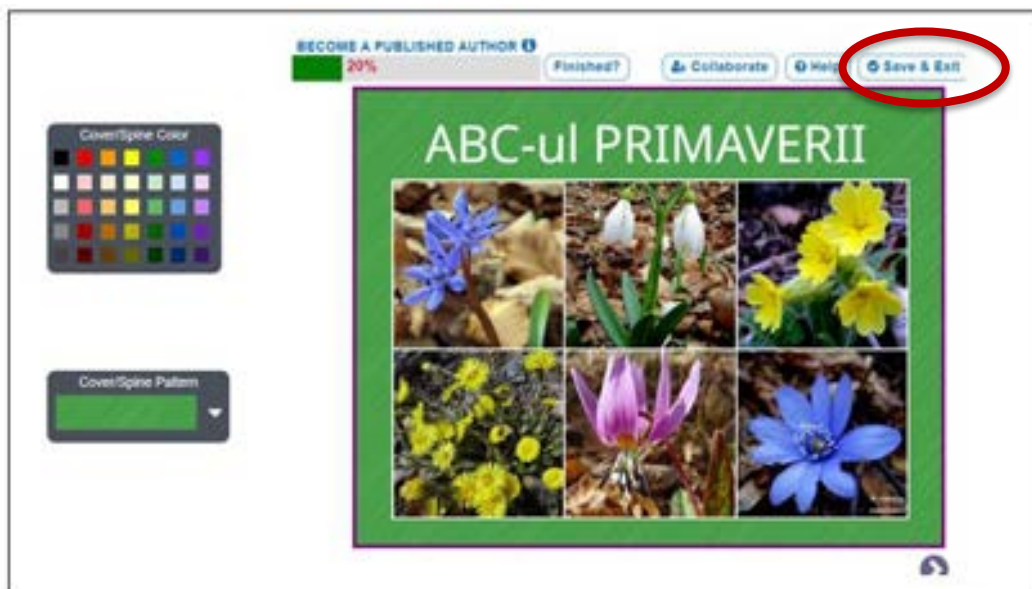 BECOME A PUBLISHED AUTHOR
20%
Finished?
Collaborate
Help
Save & Exit
Cover/Spine Color
ABC-ul PRIMAVERII
Cover/Spine Pattern